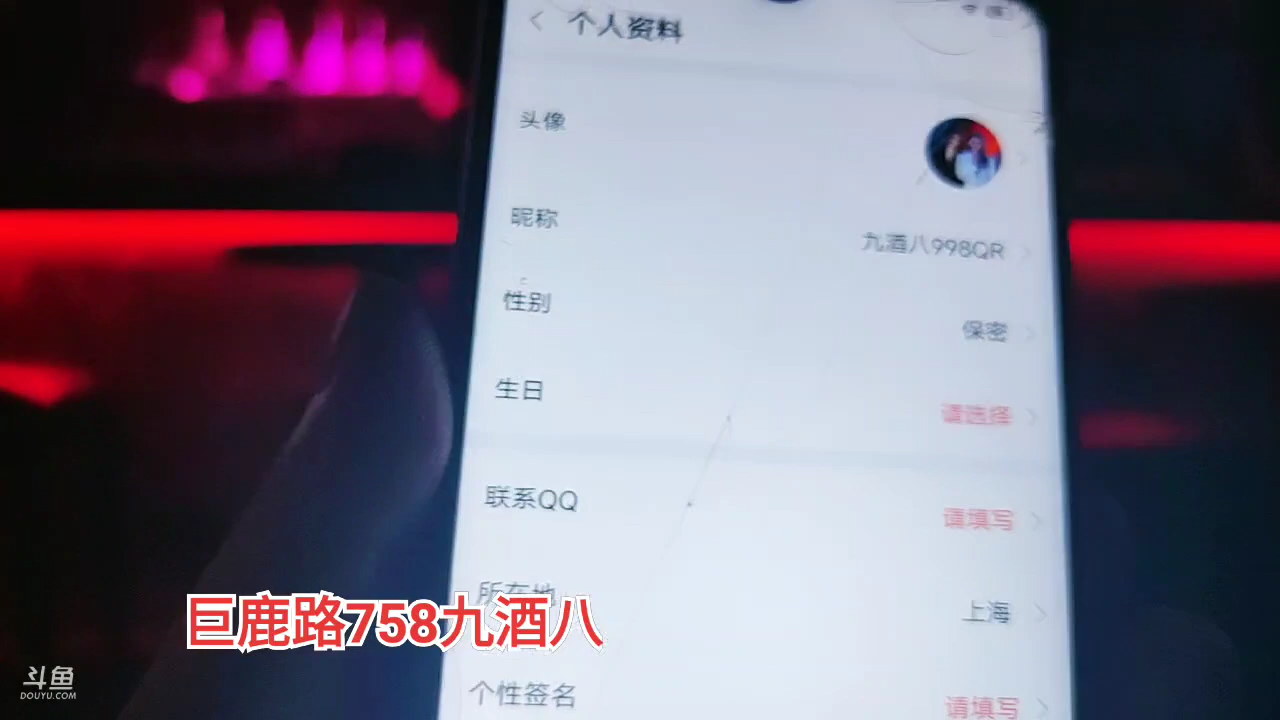 个人资料
头像
昵称
九酒八998QR
性别
保密
生日
请选择
联系QQ
请填写
所在地
上海
巨鹿路758九酒八
个性签名
请填写
斗鱼
DOUYU.COM